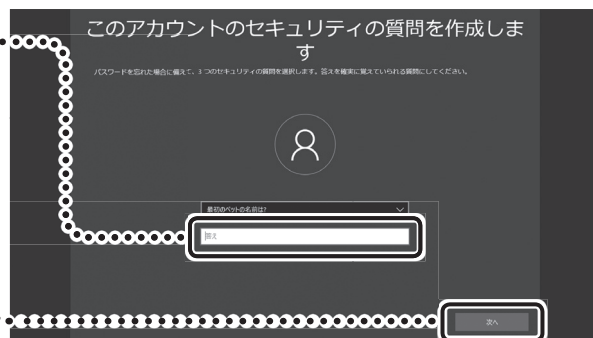 このアカウントのセキュリティの質問を作成しま
す
パスワードを忘れた場合に備えて、3 つのセキュリティの質問を選択します。答えを確実に覚えていられる質問にしてください。
最初のペットの名前は?
答え
次へ